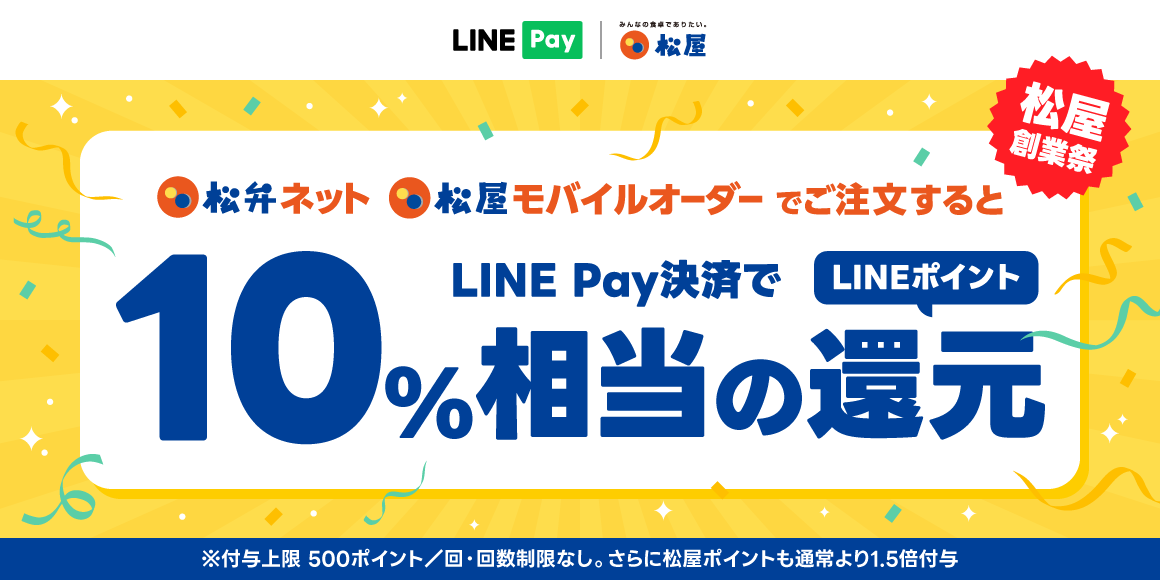 LINE Pay
みんなの食卓でありたい。
松屋
松屋
創業祭
松弁ネット 松屋モバイルオーダー でご注文すると
LINE Pay決済で
LINEポイント
10%相当の還元
※付与上限 500ポイント／回・回数制限なし。さらに松屋ポイントも通常より1.5倍付与